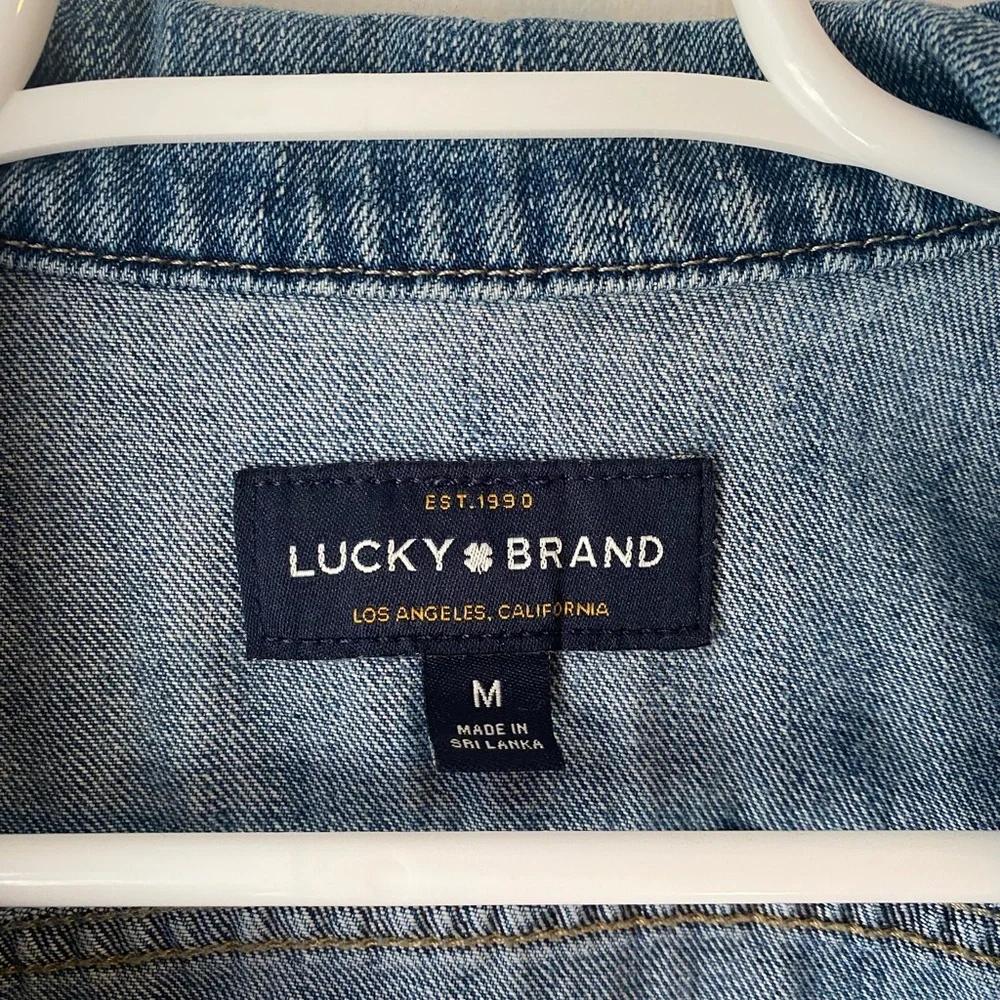 EST.1990
LUCKY BRAND
LOS ANGELES, CALIFORNIA
M
MADE IN
SRI LANKA